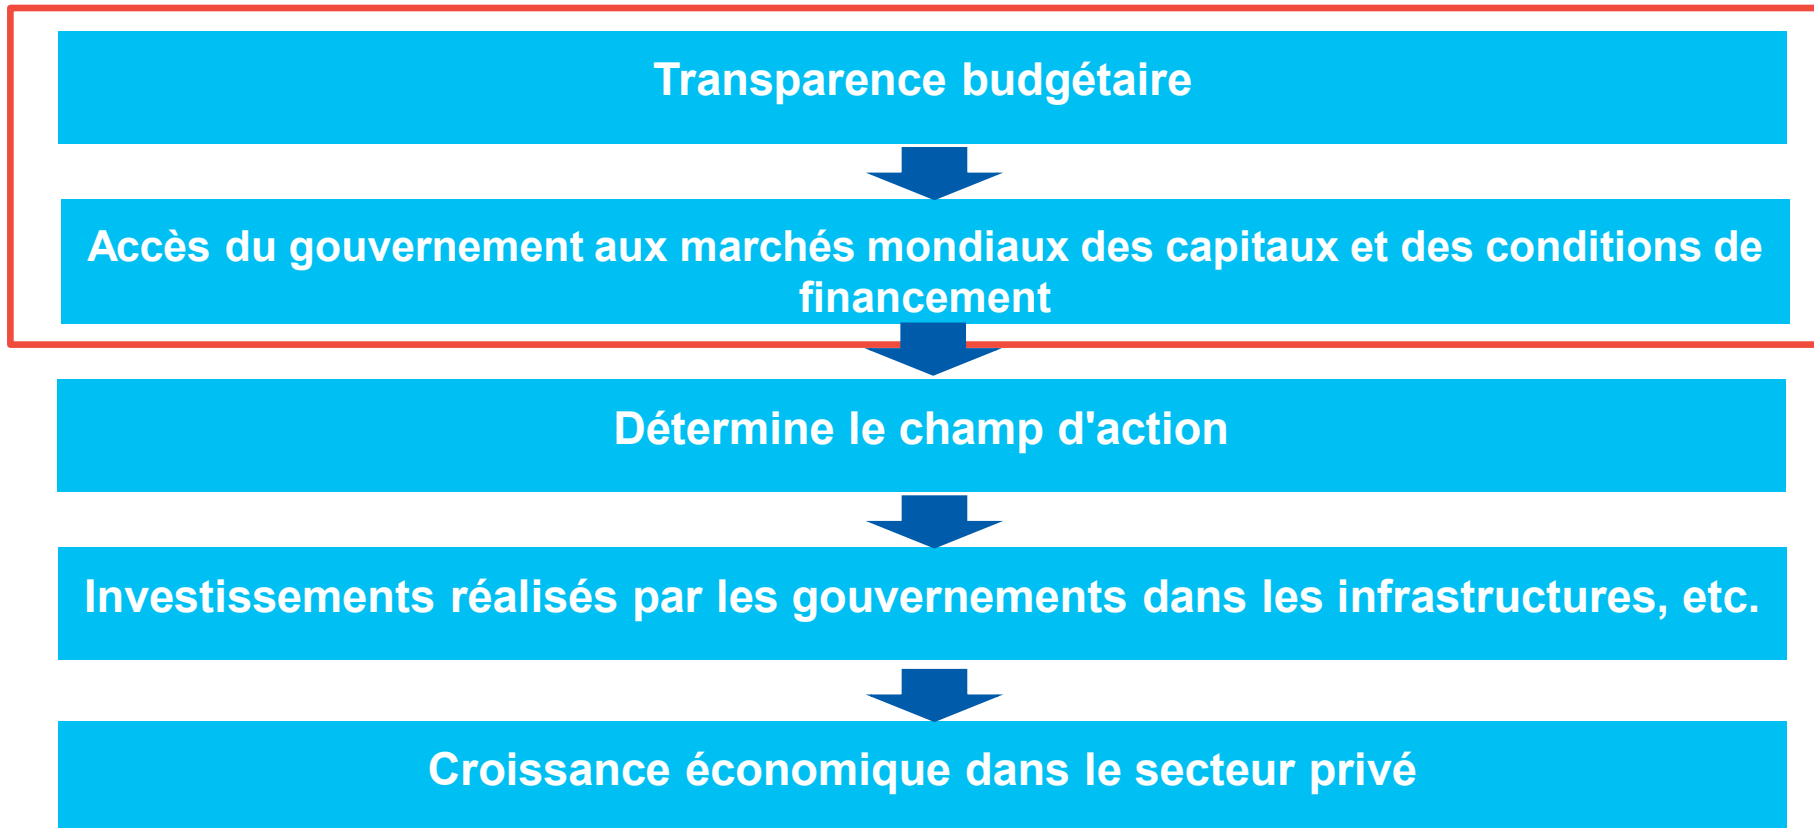 Transparence budgétaire
Accès du gouvernement aux marchés mondiaux des capitaux et des conditions de
financement
Détermine le champ d'action
Investissements réalisés par les gouvernements dans les infrastructures, etc.
Croissance économique dans le secteur privé